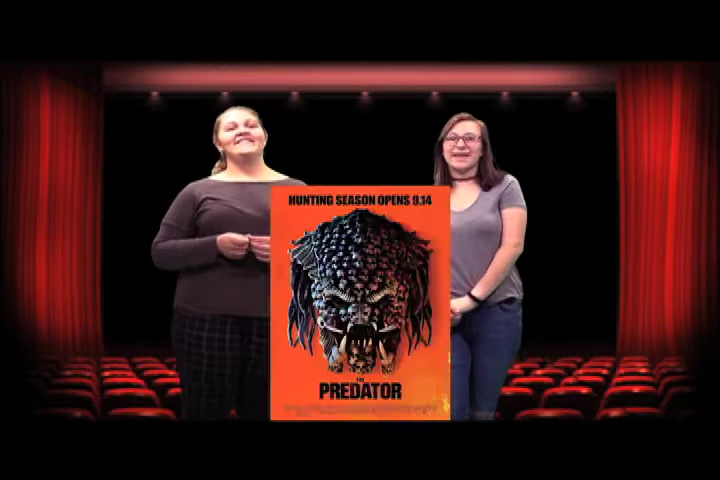 HUNTING SEASON OPENS 9.14
THE
PREDATOR